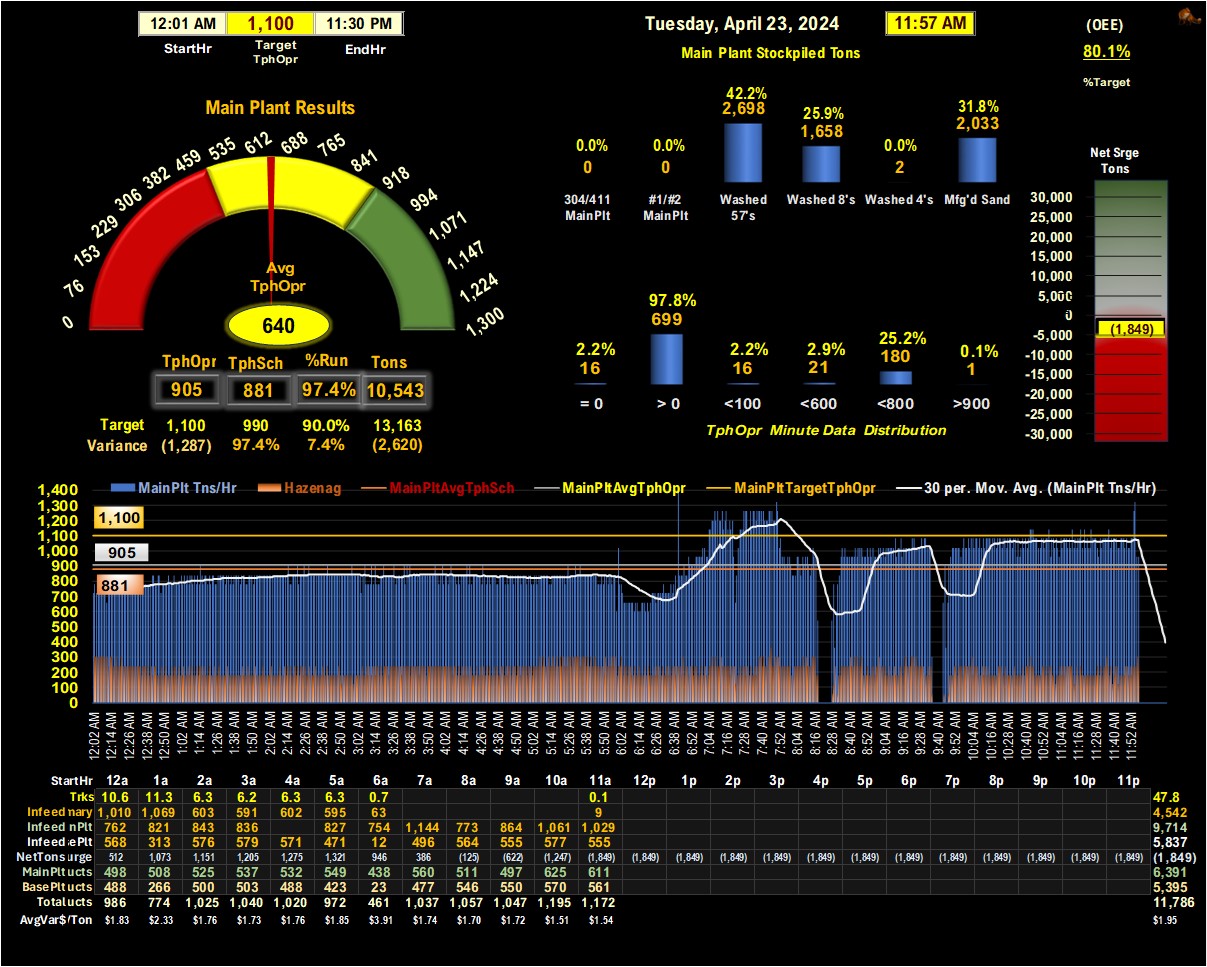 12:01 AM 1,100 11:30 PM
StartHr Target TphOpr EndHr
Tuesday, April 23, 2024 11:57 AM
(OEE)
80.1%
%Target
Main Plant Stockpiled Tons
42.2% 25.9% 31.8%
2,698 1,658 2,033
0.0% 0.0% 0.0%
0 0 2
304/411 MainPlt #1/#2 MainPlt Washed 57's Washed 8's Washed 4's Mfg'd Sand
Main Plant Results
0 76 153 229 306 382 459 535 612 688 765 841 918 994 1,071 1,147 1,224 1,300
Avg
TphOpr
640
TphOpr TphSch %Run Tons
905 881 97.4% 10,543
Target 1,100 990 90.0% 13,163
Variance (1,287) 97.4% 7.4% (2,620)
2.2% 97.8% 2.2% 2.9% 25.2% 0.1%
16 699 16 21 180 1
= 0 > 0 <100 <600 <800 >900
TphOpr Minute Data Distribution
Net Srge
Tons
30,000
25,000
20,000
15,000
10,000
5,000
0
-5,000
-10,000
-15,000
-20,000
-25,000
-30,000
(1,849)
MainPlt Tns/Hr Hazenag MainPltAvgTphSch MainPltAvgTphOpr MainPltTargetTphOpr 30 per. Mov. Avg. (MainPlt Tns/Hr)
1,400
1,300
1,200
1,100
1,000
900
800
700
600
500
400
300
200
100
0
1,100
905
881
12:02 AM 12:14 AM 12:26 AM 12:38 AM 12:50 AM 1:02 AM 1:14 AM 1:26 AM 1:38 AM 1:50 AM 2:02 AM 2:14 AM 2:26 AM 2:38 AM 2:50 AM 3:02 AM 3:14 AM 3:26 AM 3:38 AM 3:50 AM 4:02 AM 4:14 AM 4:26 AM 4:38 AM 4:50 AM 5:02 AM 5:14 AM 5:26 AM 5:38 AM 5:50 AM 6:02 AM 6:14 AM 6:26 AM 6:38 AM 6:52 AM 7:04 AM 7:16 AM 7:28 AM 7:40 AM 7:52 AM 8:04 AM 8:16 AM 8:28 AM 8:40 AM 8:52 AM 9:04 AM 9:16 AM 9:28 AM 9:40 AM 9:52 AM 10:04 AM 10:16 AM 10:28 AM 10:40 AM 10:52 AM 11:04 AM 11:16 AM 11:28 AM 11:40 AM 11:52 AM
StartHr 12a 1a 2a 3a 4a 5a 6a 7a 8a 9a 10a 11a 12p 1p 2p 3p 4p 5p 6p 7p 8p 9p 10p 11p
Trks 10.6 11.3 6.3 6.2 6.3 6.3 0.7 0.1 47.8
Infeed mary 1,010 1,069 603 591 602 595 63 9 4,542
Infeed nPlt 762 821 843 836 827 754 1,144 773 864 1,061 1,029 9,714
Infeed ePlt 568 313 576 579 571 471 12 496 564 555 577 555 5,837
NetTons urge 512 1,073 1,151 1,205 1,275 1,321 946 386 (125) (622) (1,247) (1,849) (1,849) (1,849) (1,849) (1,849) (1,849) (1,849) (1,849) (1,849) (1,849) (1,849) (1,849) (1,849) (1,849)
MainPlt ucts 498 508 525 537 532 549 438 560 511 497 625 611 6,391
BasePlt ucts 488 266 500 503 488 423 23 477 546 550 570 561 5,395
Total ucts 986 774 1,025 1,040 1,020 972 461 1,037 1,057 1,047 1,195 1,172 11,786
AvgVar$/Ton $1.83 $2.33 $1.76 $1.73 $1.76 $1.85 $3.91 $1.74 $1.70 $1.72 $1.51 $1.54 $1.95